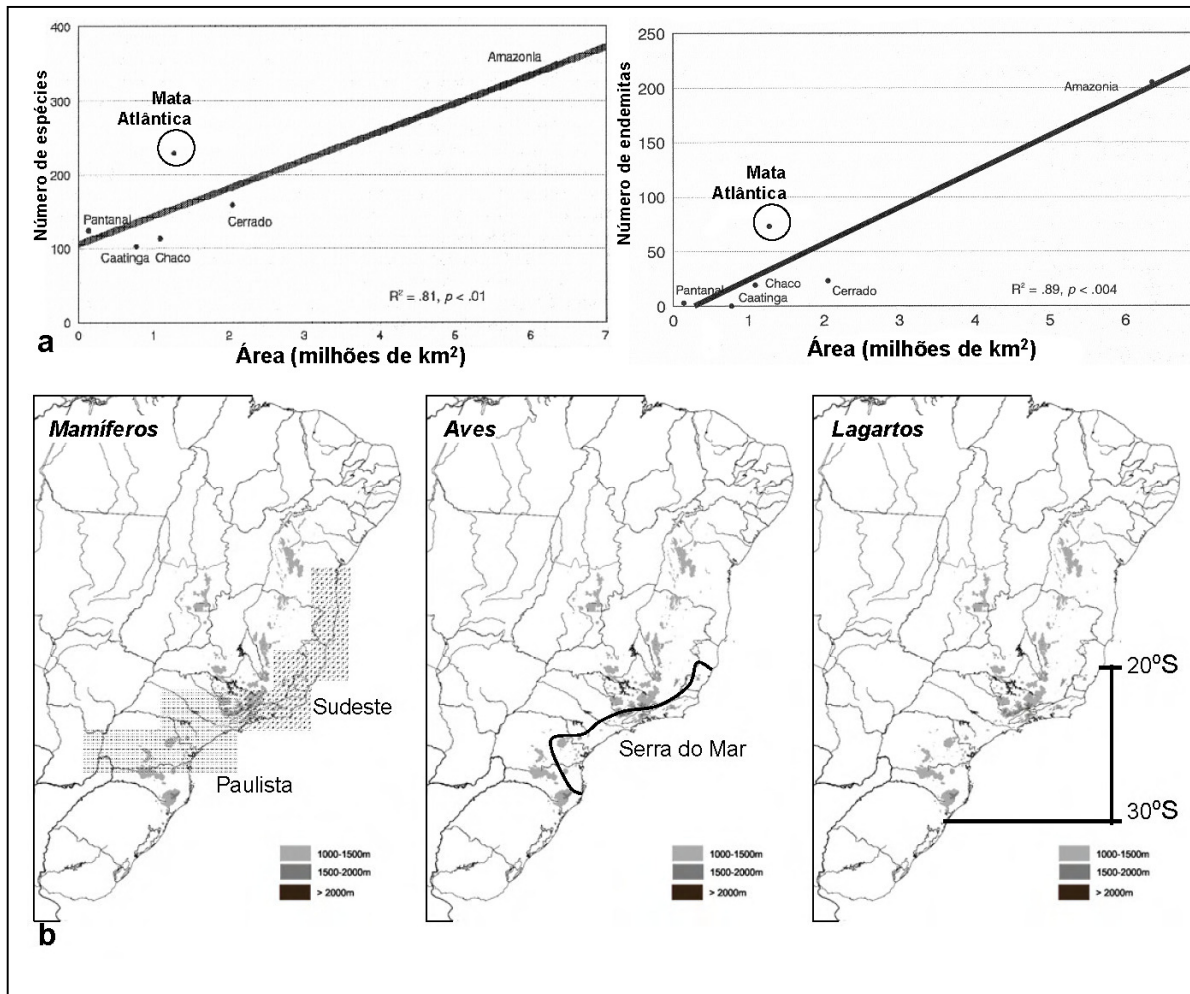 Número de espécies
400
300
200
100
0
Mata
Atlântica
Amazonia
Pantanal
Caatinga
Chaco
Cerrado
R² = .81, p < .01
0 1 2 3 4 5 6 7
Área (milhões de km²)
a
Número de endemitas
250
200
150
100
50
0
Mata
Atlântica
Amazonia
Pantanal
Caatinga
Chaco
Cerrado
R² = .89, p < .004
0 1 2 3 4 5 6
Área (milhões de km²)
Mamíferos
Sudeste
Paulista
1000-1500m
1500-2000m
> 2000m
b
Aves
Serra do Mar
1000-1500m
1500-2000m
> 2000m
Lagartos
20ºS
30ºS
1000-1500m
1500-2000m
> 2000m